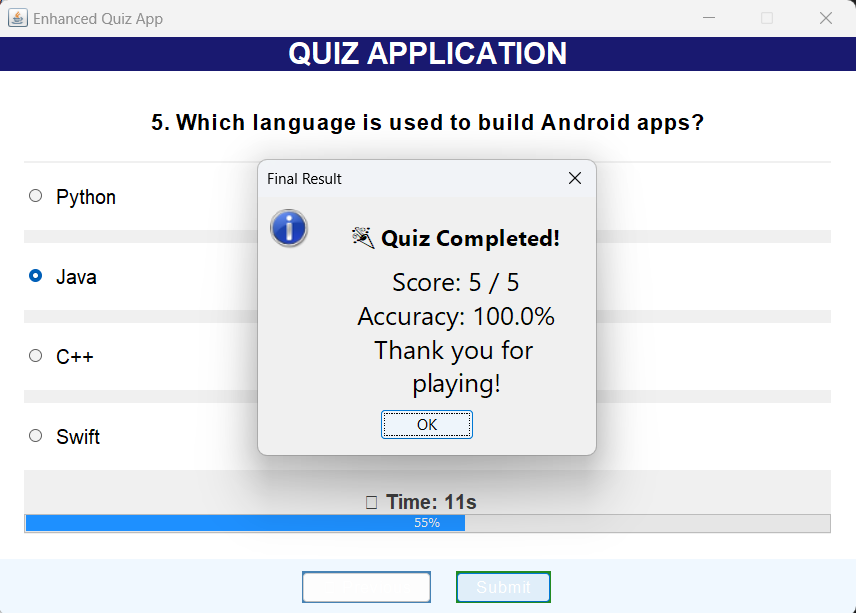 Enhanced Quiz App
QUIZ APPLICATION
5. Which language is used to build Android apps?
Final Result
Python
Quiz Completed!
Java
Score: 5 / 5
Accuracy: 100.0%
Thank you for
C++
playing!
OK
Swift
Time: 11s
55%
Submit